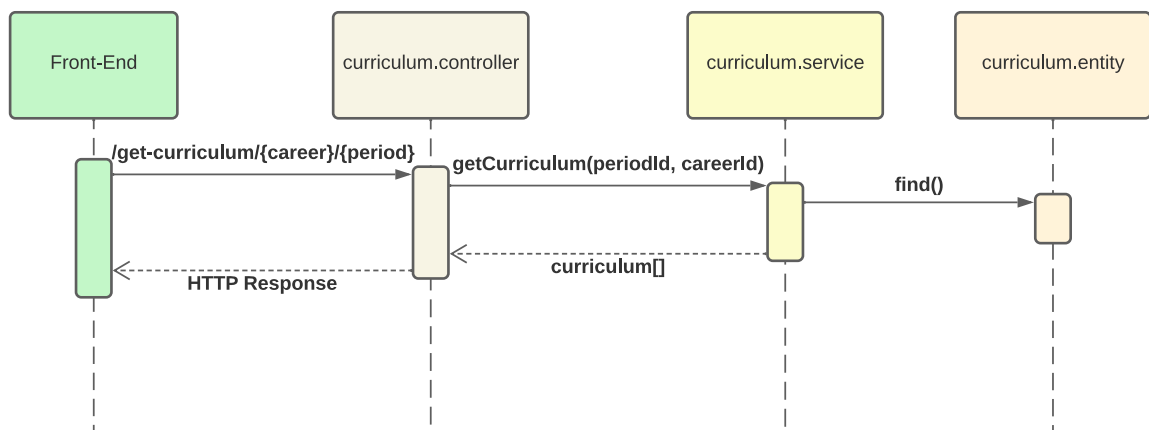 Front-End
curriculum.controller
curriculum.service
curriculum.entity
/get-curriculum/{career}/{period}
getCurriculum(periodId, careerId)
find()
curriculum[]
HTTP Response